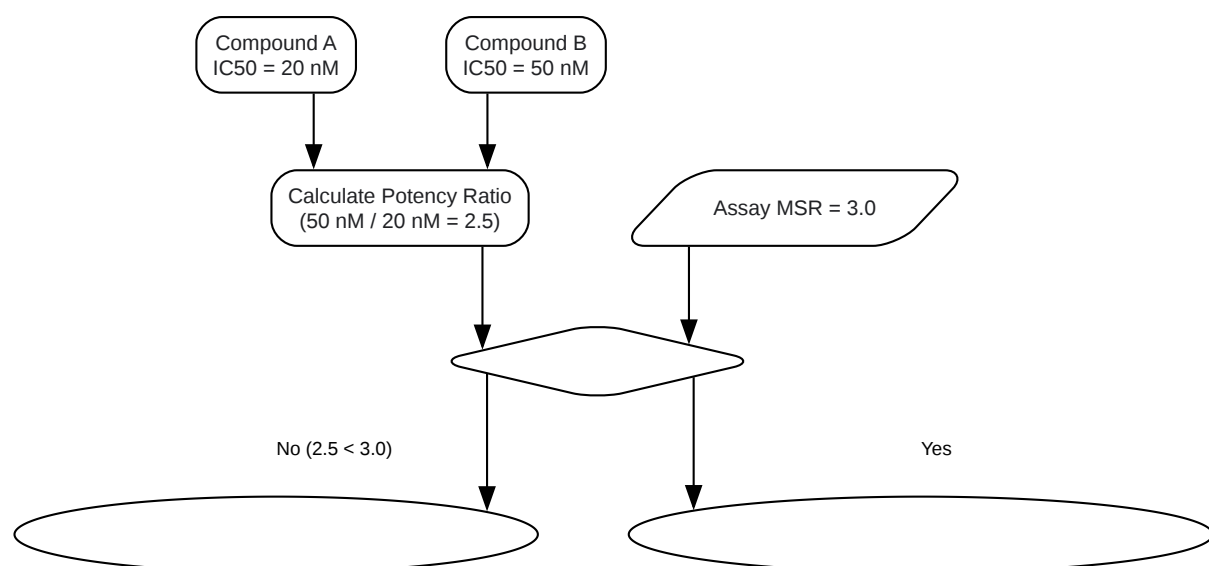 Compound A
IC50 = 20 nM
Compound B
IC50 = 50 nM
Calculate Potency Ratio
(50 nM / 20 nM = 2.5)
Assay MSR = 3.0
No (2.5 < 3.0)
Yes